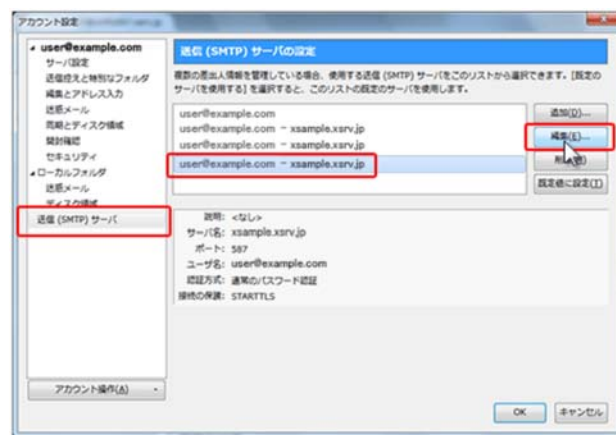 アカウント設定
user@example.com
サーバ設定
送信控えと特別なフォルダ
編集とアドレス入力
迷惑メール
同期とディスク領域
開封確認
セキュリティ
ローカルフォルダ
迷惑メール
ディスク領域
送信 (SMTP) サーバ
アカウント操作(A)
送信 (SMTP) サーバの設定
複数の差出人情報を管理している場合、使用する送信 (SMTP) サーバをこのリストから選択できます。[既定の
サーバを使用する] を選択すると、このリストの既定のサーバを使用します。
user@example.com
user@example.com - xsample.xsrv.jp
user@example.com - xsample.xsrv.jp
user@example.com - xsample.xsrv.jp
追加(D)...
編集(E)...
既定値に設定(T)
説明: <なし>
サーバ名: xsample.xsrv.jp
ポート: 587
ユーザ名: user@example.com
認証方式: 通常のパスワード認証
接続の保護: STARTTLS
OK
キャンセル